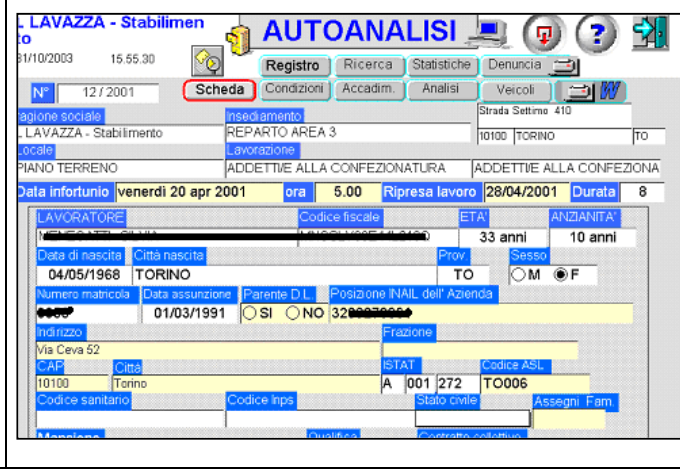 L LAVAZZA - Stabilimen
to
AUTOANALISI
31/10/2003 15.55.30
Registro Ricerca Statistiche Denuncia
N° 12 / 2001 Scheda Condizioni Accadim. Analisi Veicoli W
agione sociale Insediamento Strada Settimo 410
L LAVAZZA - Stabilimento REPARTO AREA 3 10100 TORINO TO
Locale Lavorazione
PIANO TERRENO ADDETTI/E ALLA CONFEZIONATURA ADDETTI/E ALLA CONFEZIONA
Data infortunio venerdì 20 apr 2001 ora 5.00 Ripresa lavoro 28/04/2001 Durata 8
LAVORATORE Codice fiscale ETA' ANZIANITA'
33 anni 10 anni
Data di nascita Città nascita Prov. Sesso
04/05/1968 TORINO TO M F
Numero matricola Data assunzione Parente D.L. Posizione INAIL dell' Azienda
01/03/1991 SI NO
Indirizzo Frazione
Via Ceva 52
CAP Città ISTAT Codice ASL
10100 Torino A 001 272 TO006
Codice sanitario Codice Inps Stato civile Assegni Fam.
Mansione Qualifica Contratto collettivo